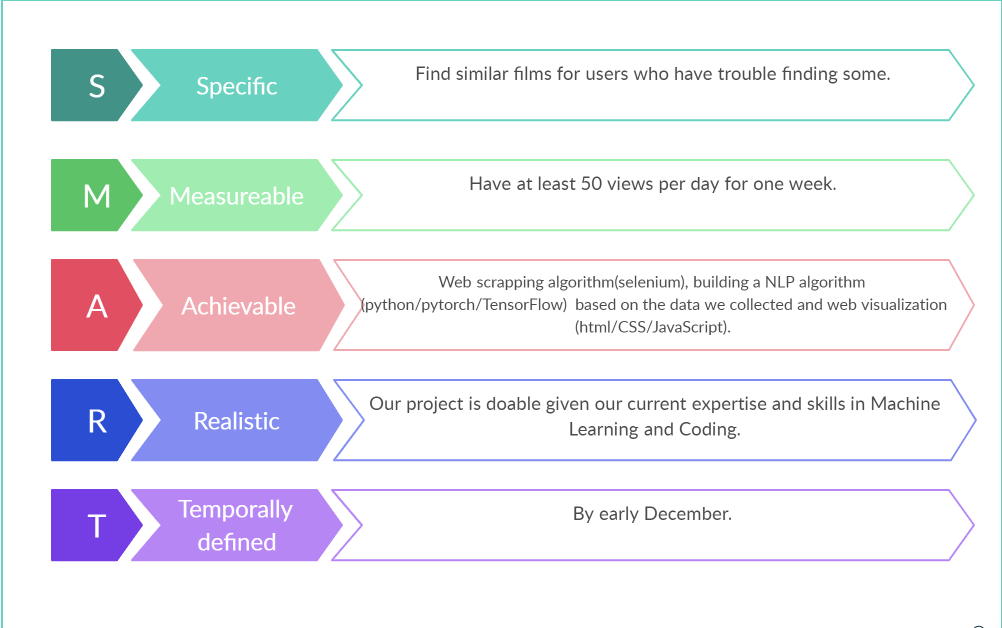 S
Specific
Find similar films for users who have trouble finding some.
M
Measureable
Have at least 50 views per day for one week.
A
Achievable
Web scrapping algorithm(selenium), building a NLP algorithm
(python/pytorch/TensorFlow)  based on the data we collected and web visualization
(html/CSS/JavaScript).
R
Realistic
Our project is doable given our current expertise and skills in Machine
Learning and Coding.
T
Temporally
defined
By early December.